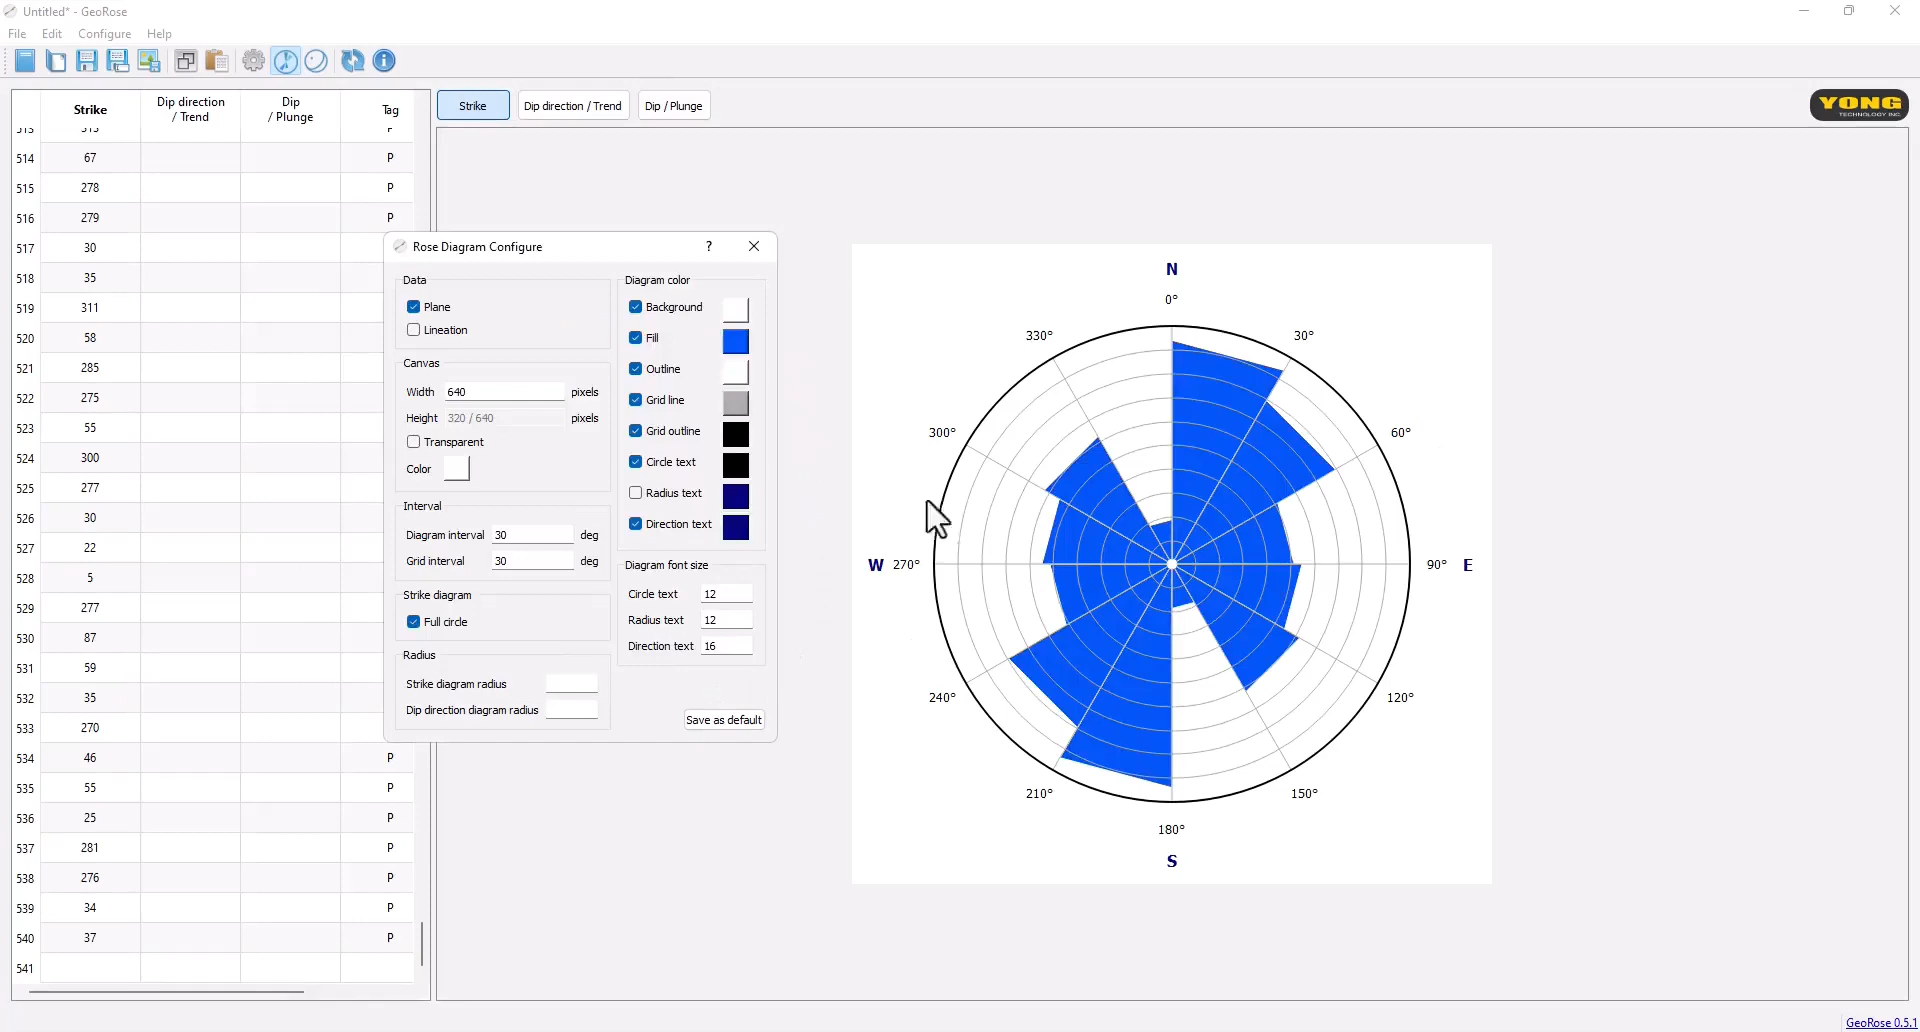 Untitled* - GeoRose
File Edit Configure Help
Strike Dip direction / Trend Dip / Plunge Tag
514 67 P
515 278 P
516 279 P
517 30
518 35
519 311
520 58
521 285
522 275
523 55
524 300
525 277
526 30
527 22
528 5
529 277
530 87
531 59
532 35
533 270
534 46 P
535 55 P
536 25 P
537 281 P
538 276 P
539 34 P
540 37 P
541
Strike Dip direction / Trend Dip / Plunge
YONG
TECHNOLOGY INC.
Rose Diagram Configure ?
Data
Plane
Lineation
Canvas
Width 640 pixels
Height 320 / 640 pixels
Transparent
Color
Interval
Diagram interval 30 deg
Grid interval 30 deg
Strike diagram
Full circle
Radius
Strike diagram radius
Dip direction diagram radius
Diagram color
Background
Fill
Outline
Grid line
Grid outline
Circle text
Radius text
Direction text
Diagram font size
Circle text 12
Radius text 12
Direction text 16
Save as default
N
0°
330° 30°
300° 60°
W 270° 90° E
240° 120°
210° 150°
180°
S
GeoRose 0.5.1